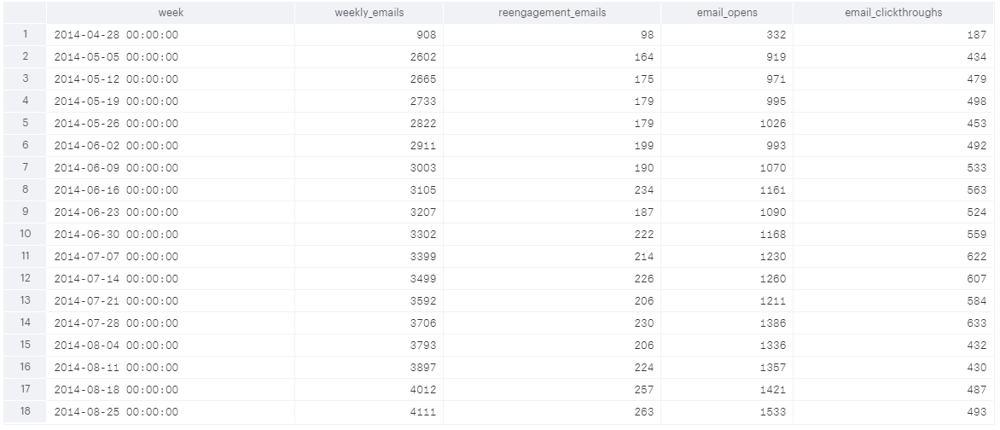 week weekly_emails reengagement_emails email_opens email_clickthroughs
1 2014-04-28 00:00:00 908 98 332 187
2 2014-05-05 00:00:00 2602 164 919 434
3 2014-05-12 00:00:00 2665 175 971 479
4 2014-05-19 00:00:00 2733 179 995 498
5 2014-05-26 00:00:00 2822 179 1026 453
6 2014-06-02 00:00:00 2911 199 993 492
7 2014-06-09 00:00:00 3003 190 1070 533
8 2014-06-16 00:00:00 3105 234 1161 563
9 2014-06-23 00:00:00 3207 187 1090 524
10 2014-06-30 00:00:00 3302 222 1168 559
11 2014-07-07 00:00:00 3399 214 1230 622
12 2014-07-14 00:00:00 3499 226 1260 607
13 2014-07-21 00:00:00 3592 206 1211 584
14 2014-07-28 00:00:00 3706 230 1386 633
15 2014-08-04 00:00:00 3793 206 1336 432
16 2014-08-11 00:00:00 3897 224 1357 430
17 2014-08-18 00:00:00 4012 257 1421 487
18 2014-08-25 00:00:00 4111 263 1533 493